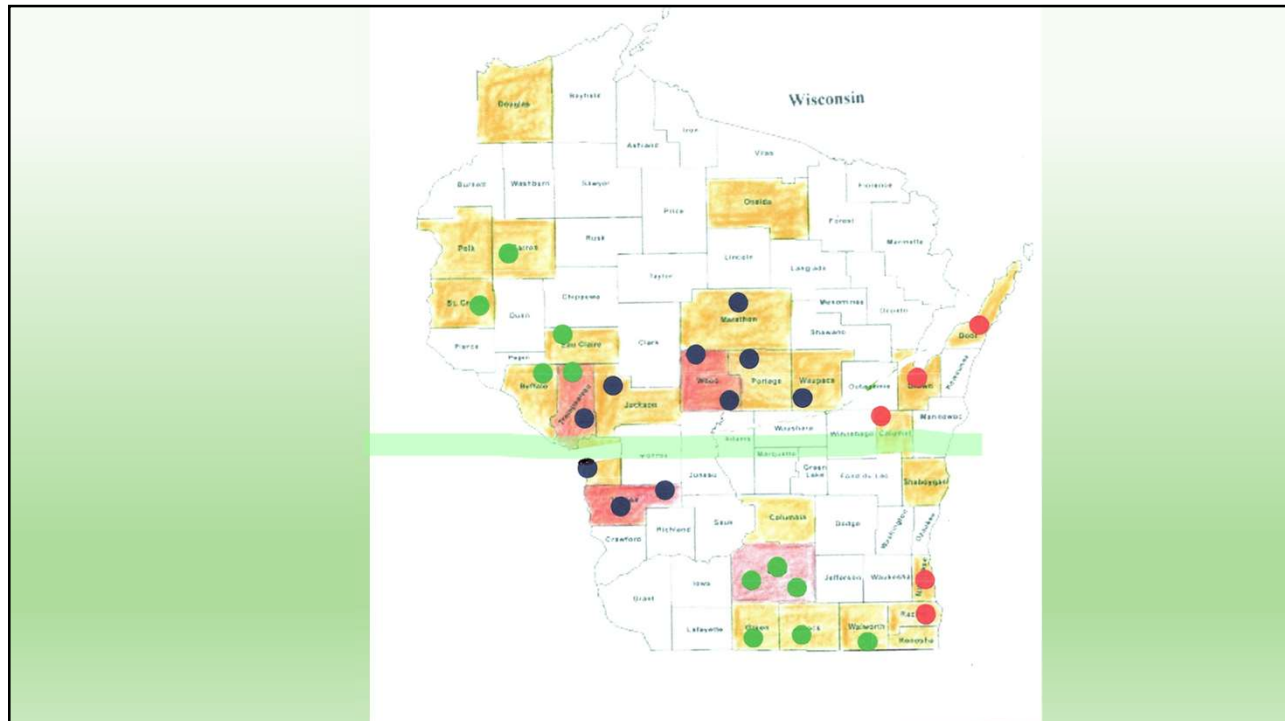 Wisconsin
Douglas
Bayfield
Ashland
Iron
Vilas
Burnett
Washburn
Sawyer
Price
Oneida
Florence
Forest
Marinette
Polk
Rusk
Lincoln
Langlade
Taylor
Chippewa
Dunn
Marathon
Menominee
Oconto
Shawano
Pierce
Pepin
Eau Claire
Clark
Buffalo
Trempealeau
Jackson
Wood
Portage
Waupaca
Outagamie
Brown
Kewaunee
Door
Manitowoc
Waushara
Winnebago
Calumet
Adams
Monroe
Marquette
Green
Lake
Juneau
Fond du Lac
Sheboygan
Columbia
Dodge
Washington
Ozaukee
Sauk
Richland
Crawford
Iowa
Jefferson
Waukesha
Grant
Lafayette
Green
Walworth
Kenosha